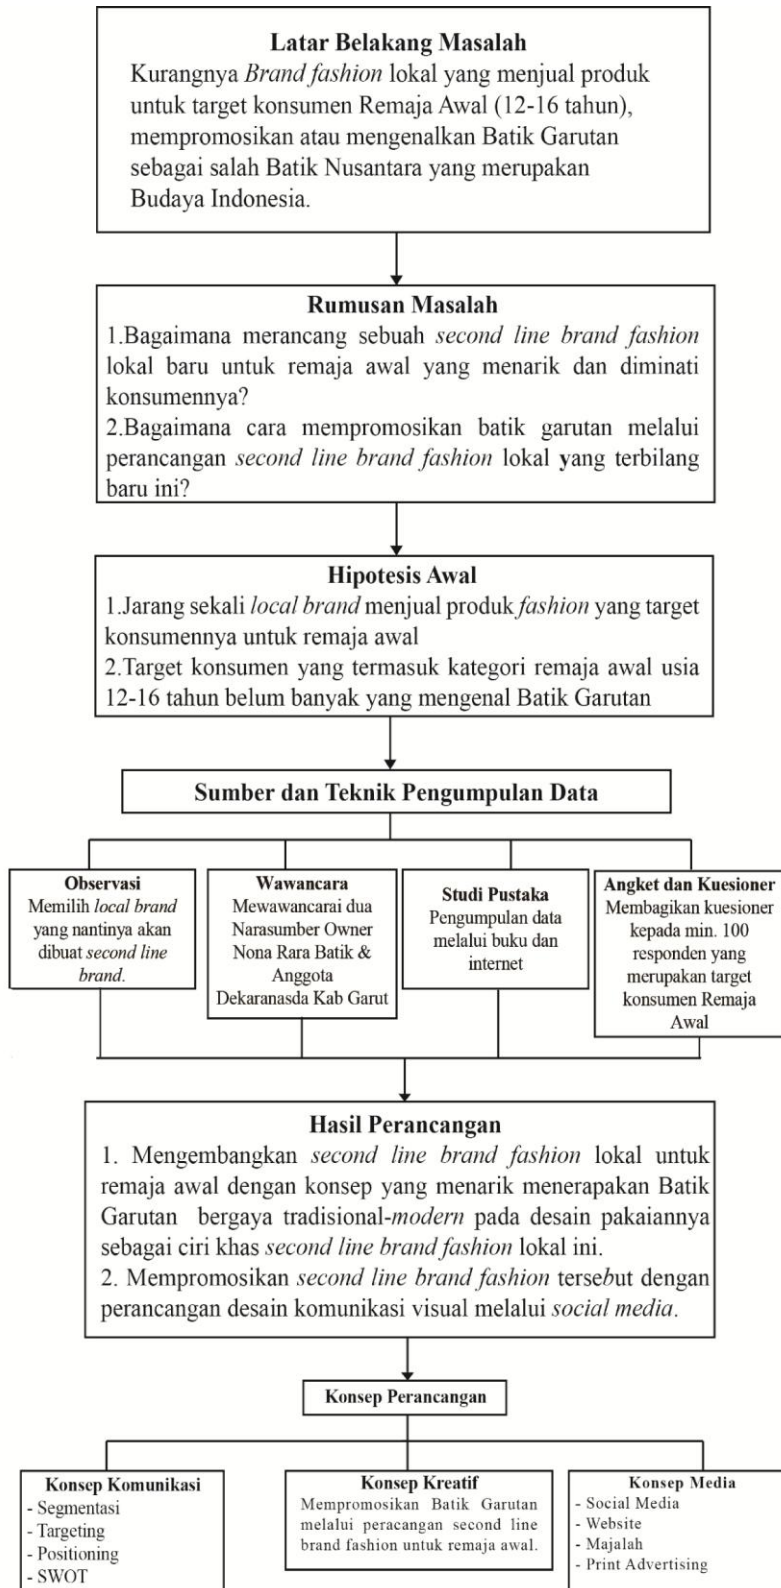 Latar Belakang Masalah
Kurangnya Brand fashion lokal yang menjual produk
untuk target konsumen Remaja Awal (12-16 tahun),
mempromosikan atau mengenalkan Batik Garutan
sebagai salah Batik Nusantara yang merupakan
Budaya Indonesia.
Rumusan Masalah
1.Bagaimana merancang sebuah second line brand fashion
lokal baru untuk remaja awal yang menarik dan diminati
konsumennya?
2.Bagaimana cara mempromosikan batik garutan melalui
perancangan second line brand fashion lokal yang terbilang
baru ini?
Hipotesis Awal
1.Jarang sekali local brand menjual produk fashion yang target
konsumennya untuk remaja awal
2.Target konsumen yang termasuk kategori remaja awal usia
12-16 tahun belum banyak yang mengenal Batik Garutan
Sumber dan Teknik Pengumpulan Data
Observasi
Memilih local brand
yang nantinya akan
dibuat second line
brand.
Wawancara
Mewawancarai dua
Narasumber Owner
Nona Rara Batik &
Anggota
Dekaranasda Kab Garut
Studi Pustaka
Pengumpulan data
melalui buku dan
internet
Angket dan Kuesioner
Membagikan kuesioner
kepada min. 100
responden yang
merupakan target
konsumen Remaja
Awal
Hasil Perancangan
1. Mengembangkan second line brand fashion lokal untuk
remaja awal dengan konsep yang menarik menerapakan Batik
Garutan bergaya tradisional-modern pada desain pakaiannya
sebagai ciri khas second line brand fashion lokal ini.
2. Mempromosikan second line brand fashion tersebut dengan
perancangan desain komunikasi visual melalui social media.
Konsep Perancangan
Konsep Komunikasi
- Segmentasi
- Targeting
- Positioning
- SWOT
Konsep Kreatif
Mempromosikan Batik Garutan
melalui peracangan second line
brand fashion untuk remaja awal.
Konsep Media
- Social Media
- Website
- Majalah
- Print Advertising